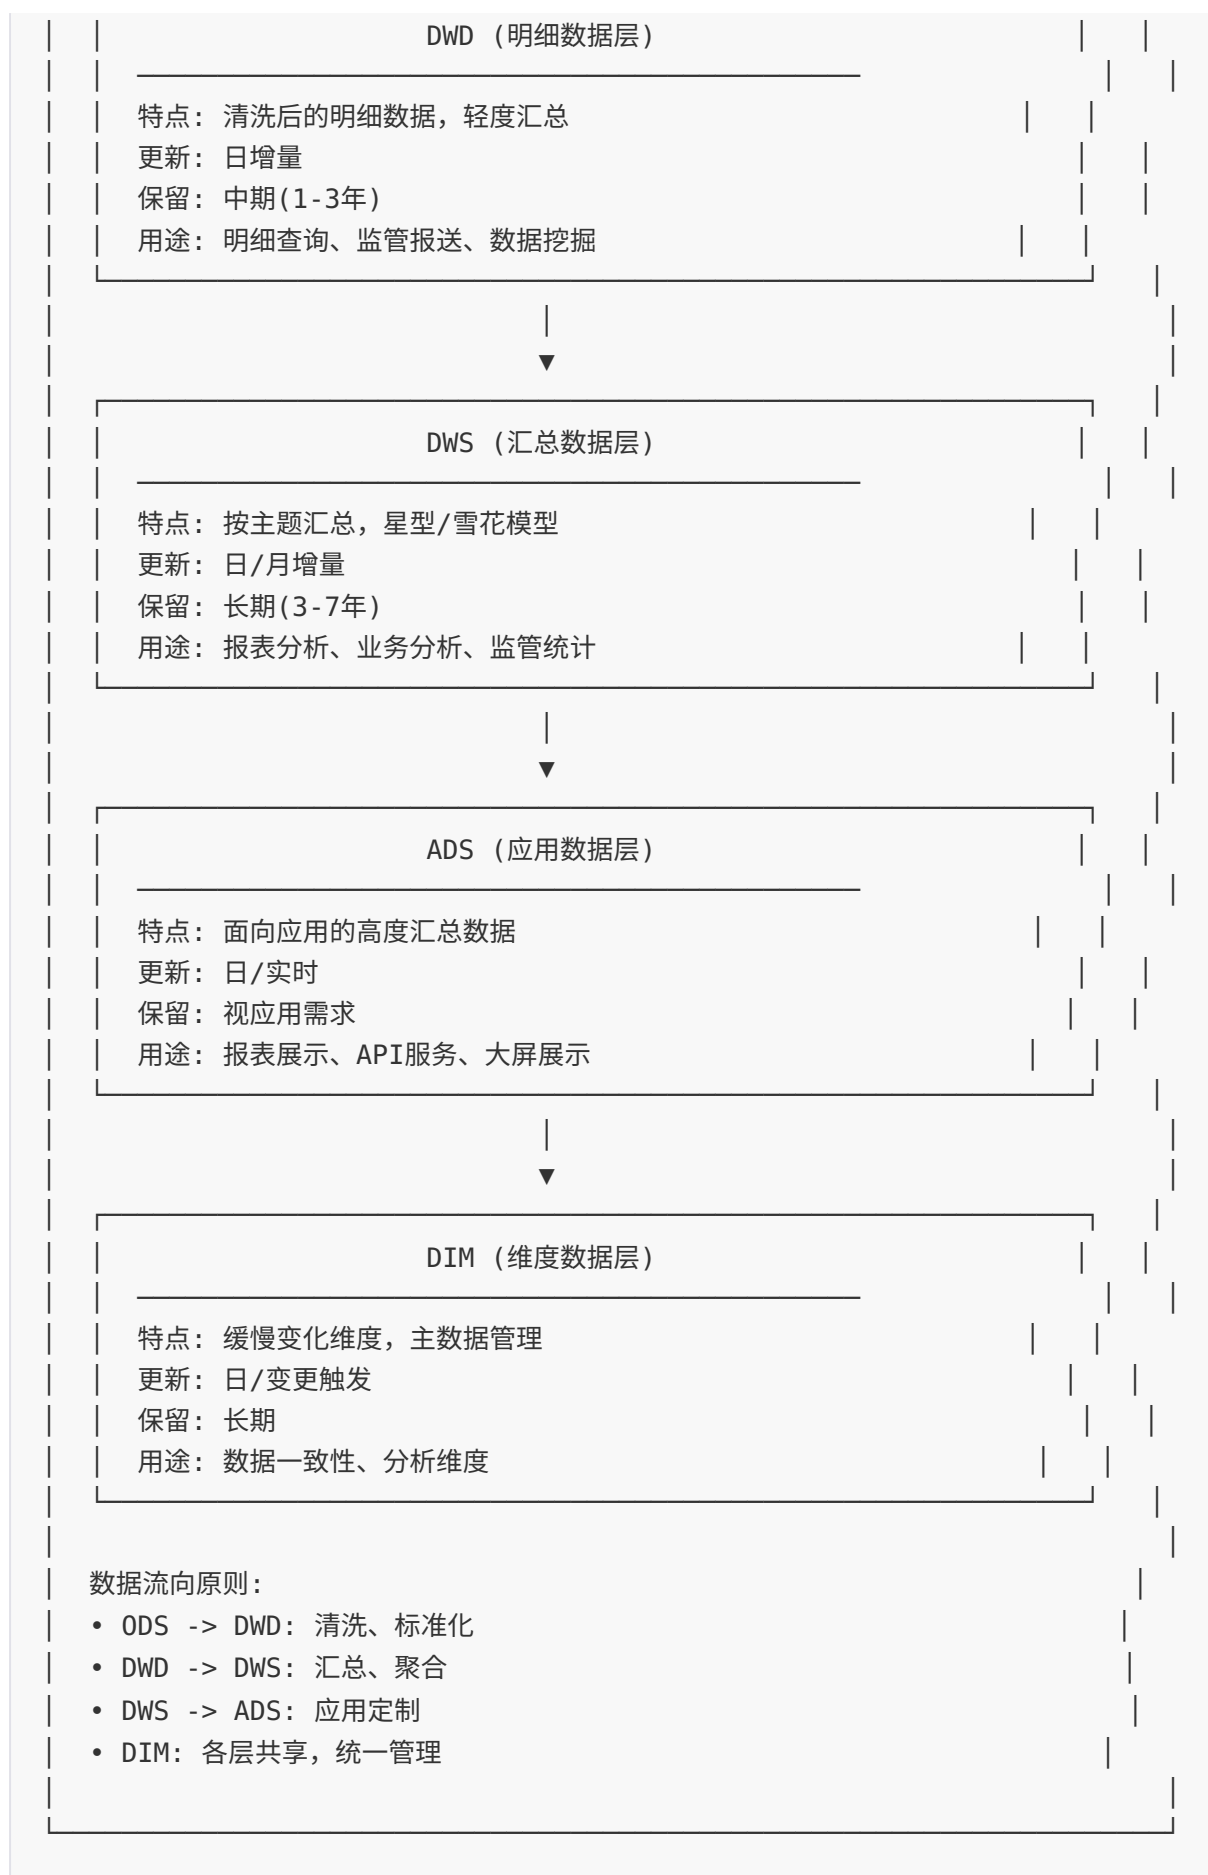 DWD (明细数据层)
特点: 清洗后的明细数据，轻度汇总
更新: 日增量
保留: 中期(1-3年)
用途: 明细查询、监管报送、数据挖掘
▼
DWS (汇总数据层)
特点: 按主题汇总，星型/雪花模型
更新: 日/月增量
保留: 长期(3-7年)
用途: 报表分析、业务分析、监管统计
▼
ADS (应用数据层)
特点: 面向应用的高度汇总数据
更新: 日/实时
保留: 视应用需求
用途: 报表展示、API服务、大屏展示
▼
DIM (维度数据层)
特点: 缓慢变化维度，主数据管理
更新: 日/变更触发
保留: 长期
用途: 数据一致性、分析维度
数据流向原则:
• ODS -> DWD: 清洗、标准化
• DWD -> DWS: 汇总、聚合
• DWS -> ADS: 应用定制
• DIM: 各层共享，统一管理